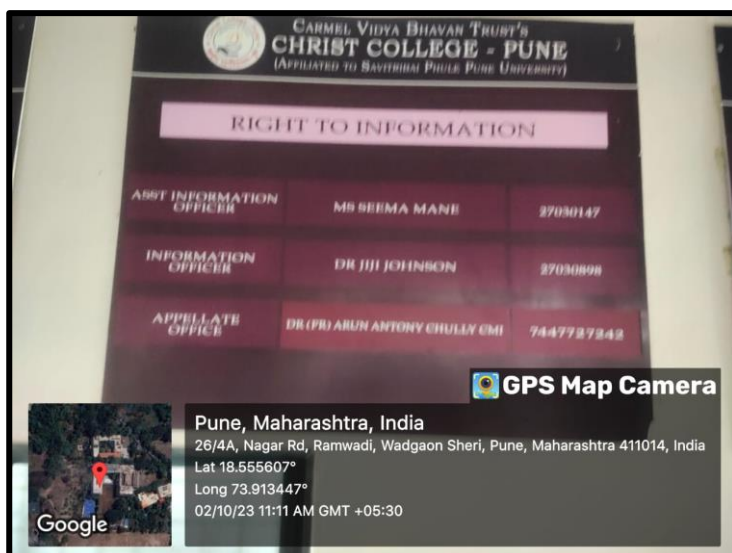 CARMEL VIDYA BHAVAN TRUST'S
CHRIST COLLEGE - PUNE
(AFFILIATED TO SAVITRIBAI PHULE PUNE UNIVERSITY)
RIGHT TO INFORMATION
ASST INFORMATION OFFICER MS SEEMA MANE 27030147
INFORMATION OFFICER DR JIJI JOHNSON 27030898
APPELLATE OFFICE DR (FR) ARUN ANTONY CHULLY CMI 7447727242
GPS Map Camera
Pune, Maharashtra, India
26/4A, Nagar Rd, Ramwadi, Wadgaon Sheri, Pune, Maharashtra 411014, India
Lat 18.555607°
Long 73.913447°
02/10/23 11:11 AM GMT +05:30
Google